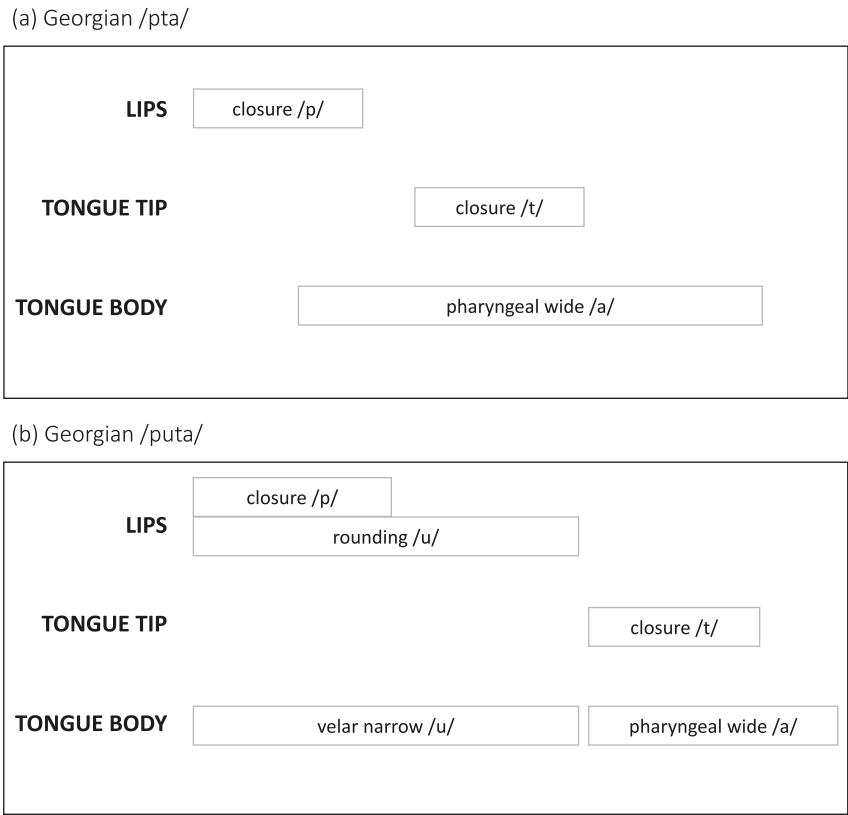 (a) Georgian /pta/
LIPS
closure /p/
TONGUE TIP
closure /t/
TONGUE BODY
pharyngeal wide /a/
(b) Georgian /puta/
closure /p/
LIPS
rounding /u/
TONGUE TIP
closure /t/
TONGUE BODY
velar narrow /u/
pharyngeal wide /a/